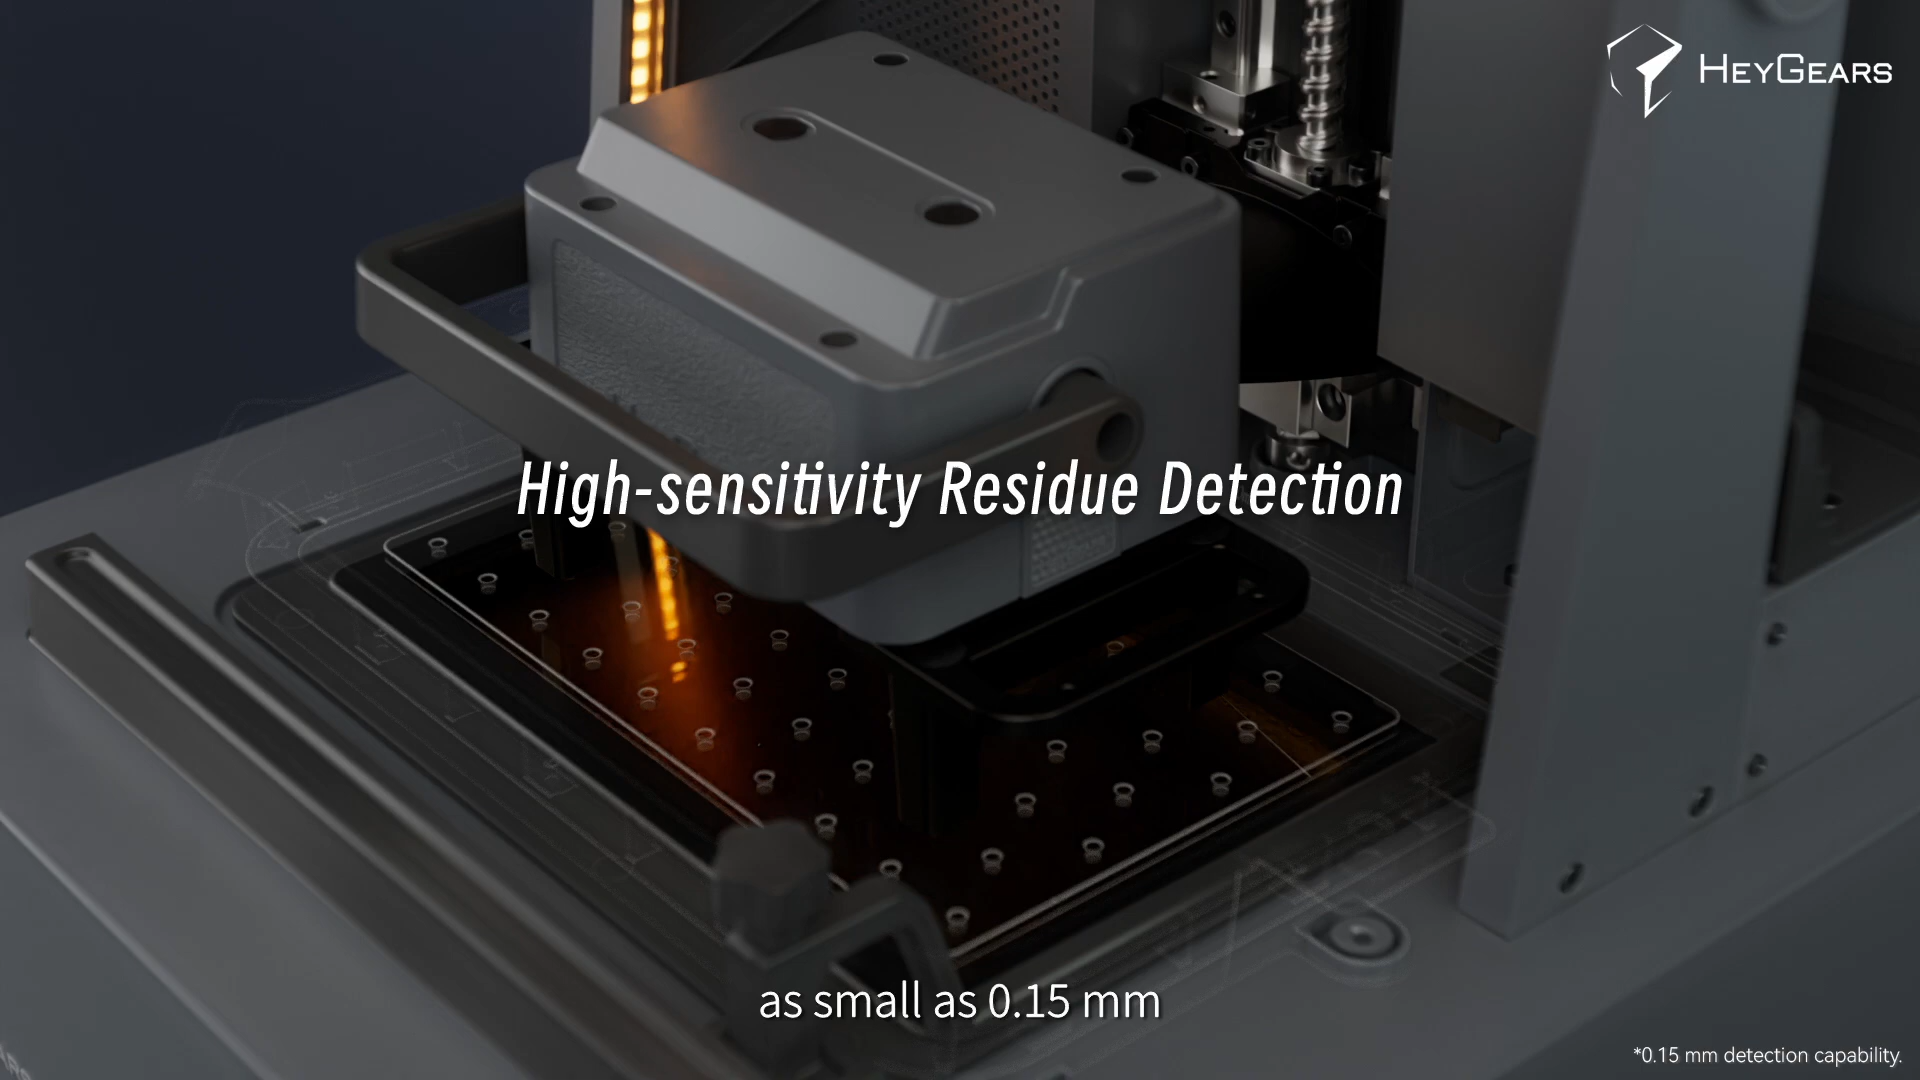 HEYGEARS
High-sensitivity Residue Detection
as small as 0.15 mm
*0.15 mm detection capability.